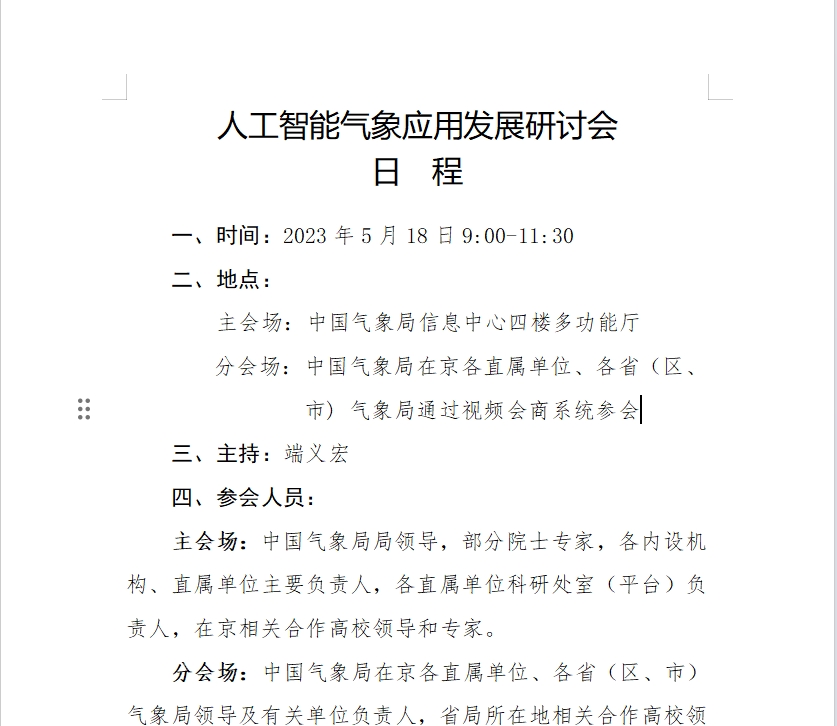 人工智能气象应用发展研讨会
日 程
一、时间：2023 年 5 月 18 日 9:00-11:30
二、地点：
主会场：中国气象局信息中心四楼多功能厅
分会场：中国气象局在京各直属单位、各省（区、
市）气象局通过视频会商系统参会
三、主持：端义宏
四、参会人员：
主会场：中国气象局局领导，部分院士专家，各内设机
构、直属单位主要负责人，各直属单位科研处室（平台）负
责人，在京相关合作高校领导和专家。
分会场：中国气象局在京各直属单位、各省（区、市）
气象局领导及有关单位负责人，省局所在地相关合作高校领